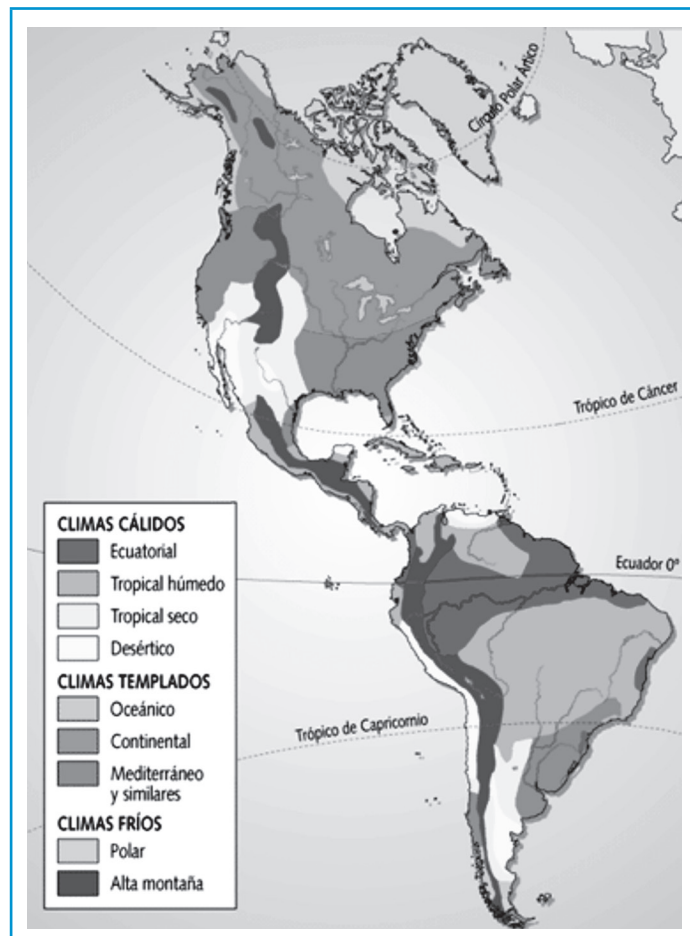 Círculo Polar Ártico
Trópico de Cáncer
Ecuador 0°
Trópico de Capricornio
CLIMAS CÁLIDOS
Ecuatorial
Tropical húmedo
Tropical seco
Desértico
CLIMAS TEMPLADOS
Oceánico
Continental
Mediterráneo
y similares
CLIMAS FRÍOS
Polar
Alta montaña